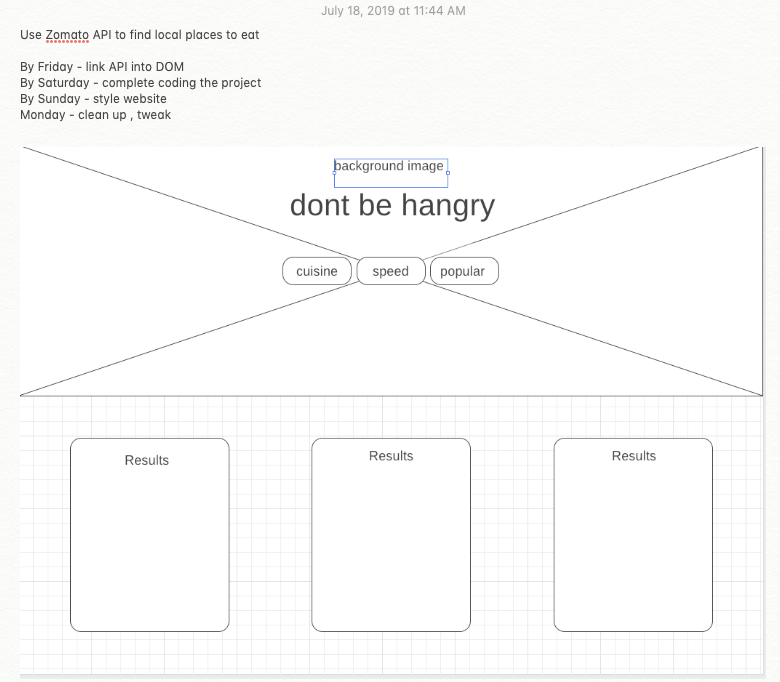 July 18, 2019 at 11:44 AM
Use Zomato API to find local places to eat
By Friday - link API into DOM
By Saturday - complete coding the project
By Sunday - style website
Monday - clean up , tweak
background image
dont be hangry
cuisine speed popular
Results Results Results